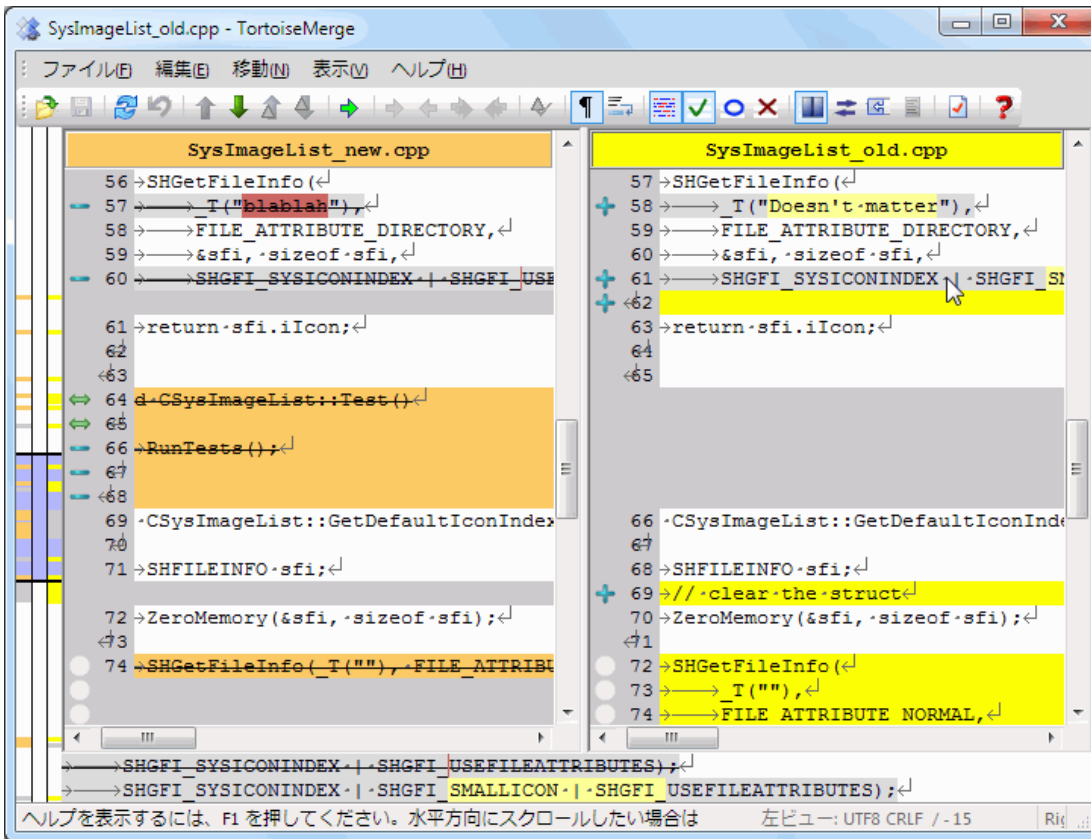 SysImageList_old.cpp - TortoiseMerge
ファイル(F) 編集(E) 移動(N) 表示(V) ヘルプ(H)
SysImageList_new.cpp
56 SHGetFileInfo(
57 _T("blablah"),
58 FILE_ATTRIBUTE_DIRECTORY,
59 &sfi, sizeof sfi,
60 SHGFI_SYSICONINDEX | SHGFI_USE
61 return sfi.iIcon;
62
63
64 d CSysImageList::Test()
65
66 RunTests();
67
68
69 CSysImageList::GetDefaultIconIndex
70
71 SHFILEINFO sfi;
72 ZeroMemory(&sfi, sizeof sfi);
73
74 SHGetFileInfo(_T(""), FILE_ATTRIBU
SysImageList_old.cpp
57 SHGetFileInfo(
58 _T("Doesn't matter"),
59 FILE_ATTRIBUTE_DIRECTORY,
60 &sfi, sizeof sfi,
61 SHGFI_SYSICONINDEX | SHGFI_SM
62
63 return sfi.iIcon;
64
65
66 CSysImageList::GetDefaultIconInde
67
68 SHFILEINFO sfi;
69 // clear the struct
70 ZeroMemory(&sfi, sizeof sfi);
71
72 SHGetFileInfo(
73 _T(""),
74 FILE_ATTRIBUTE_NORMAL,
SHGFI_SYSICONINDEX | SHGFI_USEFILEATTRIBUTES);
SHGFI_SYSICONINDEX | SHGFI_SMALLICON | SHGFI_USEFILEATTRIBUTES);
ヘルプを表示するには、F1 を押してください。水平方向にスクロールしたい場合は 左ビュー: UTF8 CRLF / -15 Rig